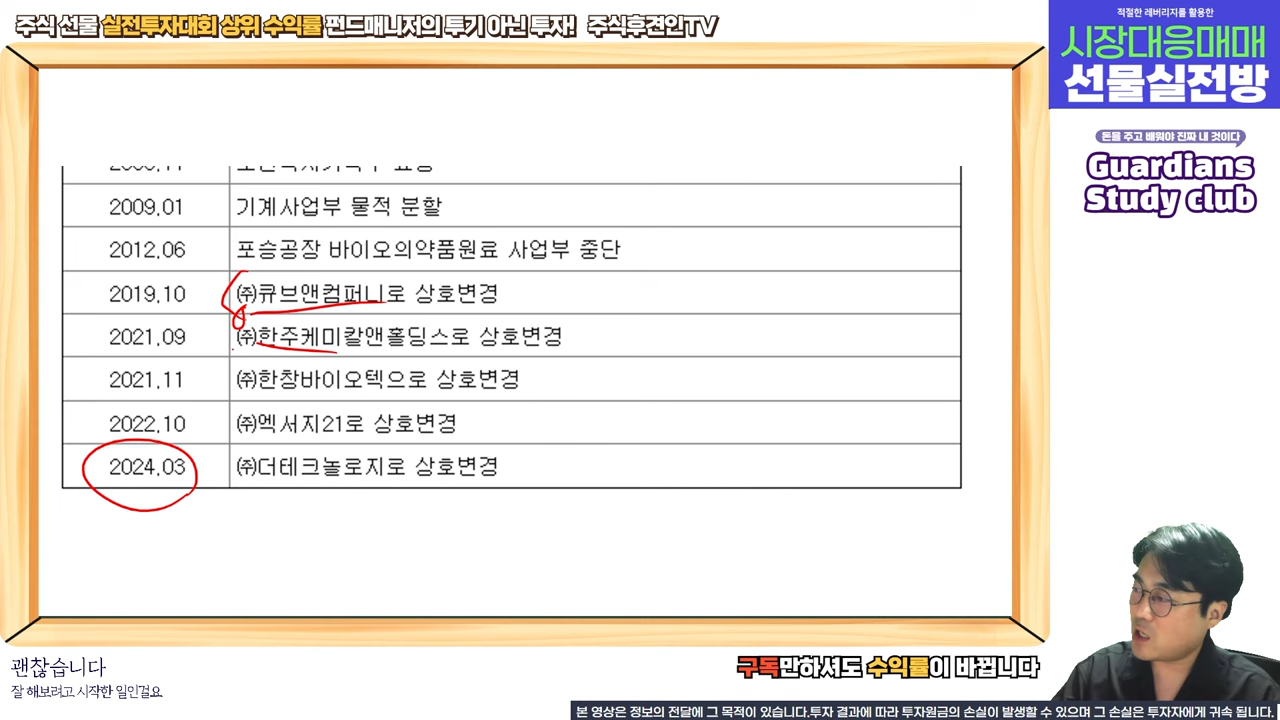 주식 선물 실전투자대회 상위 수익률 펀드매니저의 투기 아닌 투자! 주식후견인TV
적절한 레버리지를 활용한
시장대응매매
선물실전방
돈을 주고 배워야 진짜 내 것이다
Guardians
Study club
2009.01 기계사업부 물적 분할
2012.06 포승공장 바이오의약품원료 사업부 중단
2019.10 ㈜큐브앤컴퍼니로 상호변경
2021.09 ㈜한주케미칼앤홀딩스로 상호변경
2021.11 ㈜한창바이오텍으로 상호변경
2022.10 ㈜엑서지21로 상호변경
2024.03 ㈜더테크놀로지로 상호변경
괜찮습니다
잘 해보려고 시작한 일인걸요
구독만하셔도 수익률이 바뀝니다
본 영상은 정보의 전달에 그 목적이 있습니다.투자 결과에 따라 투자원금의 손실이 발생할 수 있으며 그 손실은 투자자에게 귀속 됩니다.